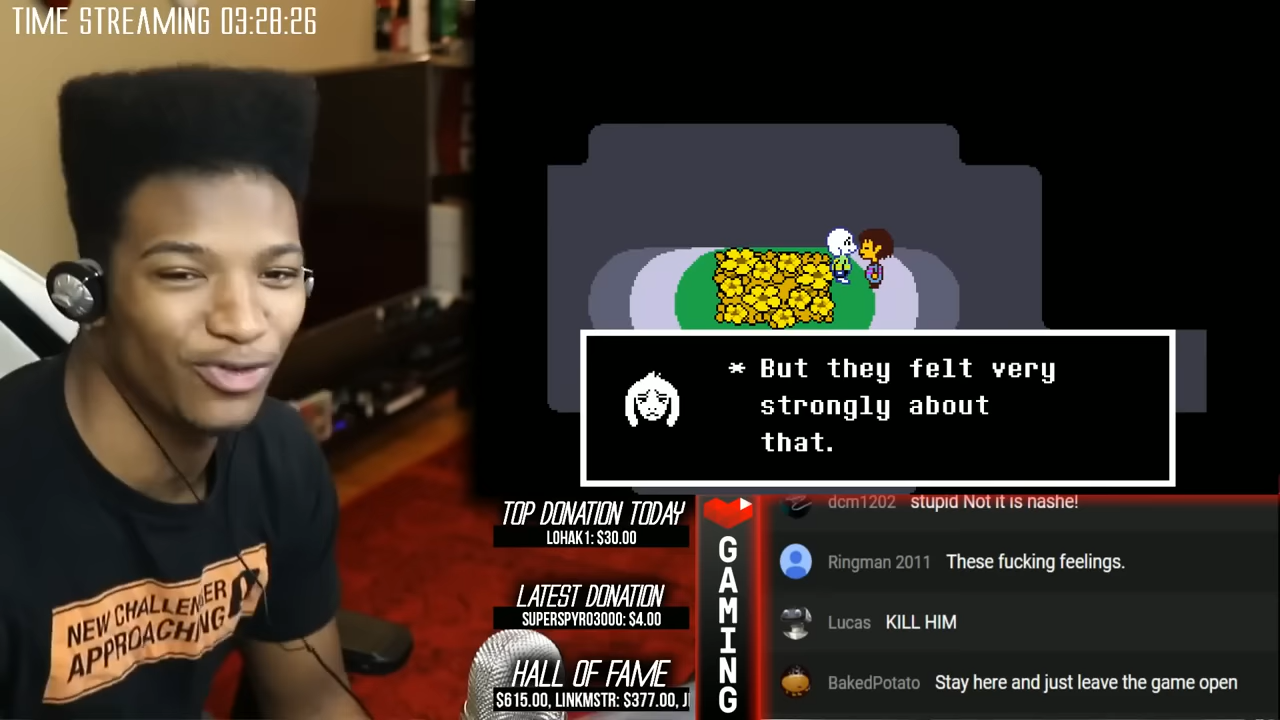 TIME STREAMING 03:28:26
* But they felt very
strongly about
that.
NEW CHALLENGER
APPROACHING
TOP DONATION TODAY
LOHAK1: $30.00
LATEST DONATION
SUPERSPYRO3000: $4.00
HALL OF FAME
$615.00, LINKMSTR: $377.00, J
GAMING
dcm1202 stupid Not it is nashe!
Ringman 2011 These fucking feelings.
Lucas KILL HIM
BakedPotato Stay here and just leave the game open